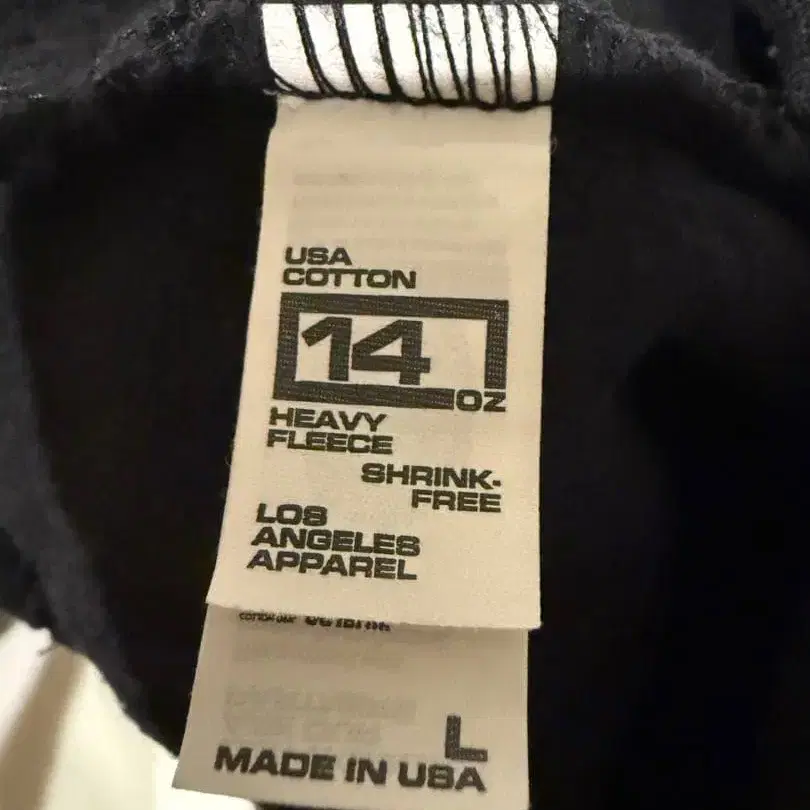 USA
COTTON
14
OZ
HEAVY
FLEECE
SHRINK-
FREE
LOS
ANGELES
APPAREL
L
MADE IN USA